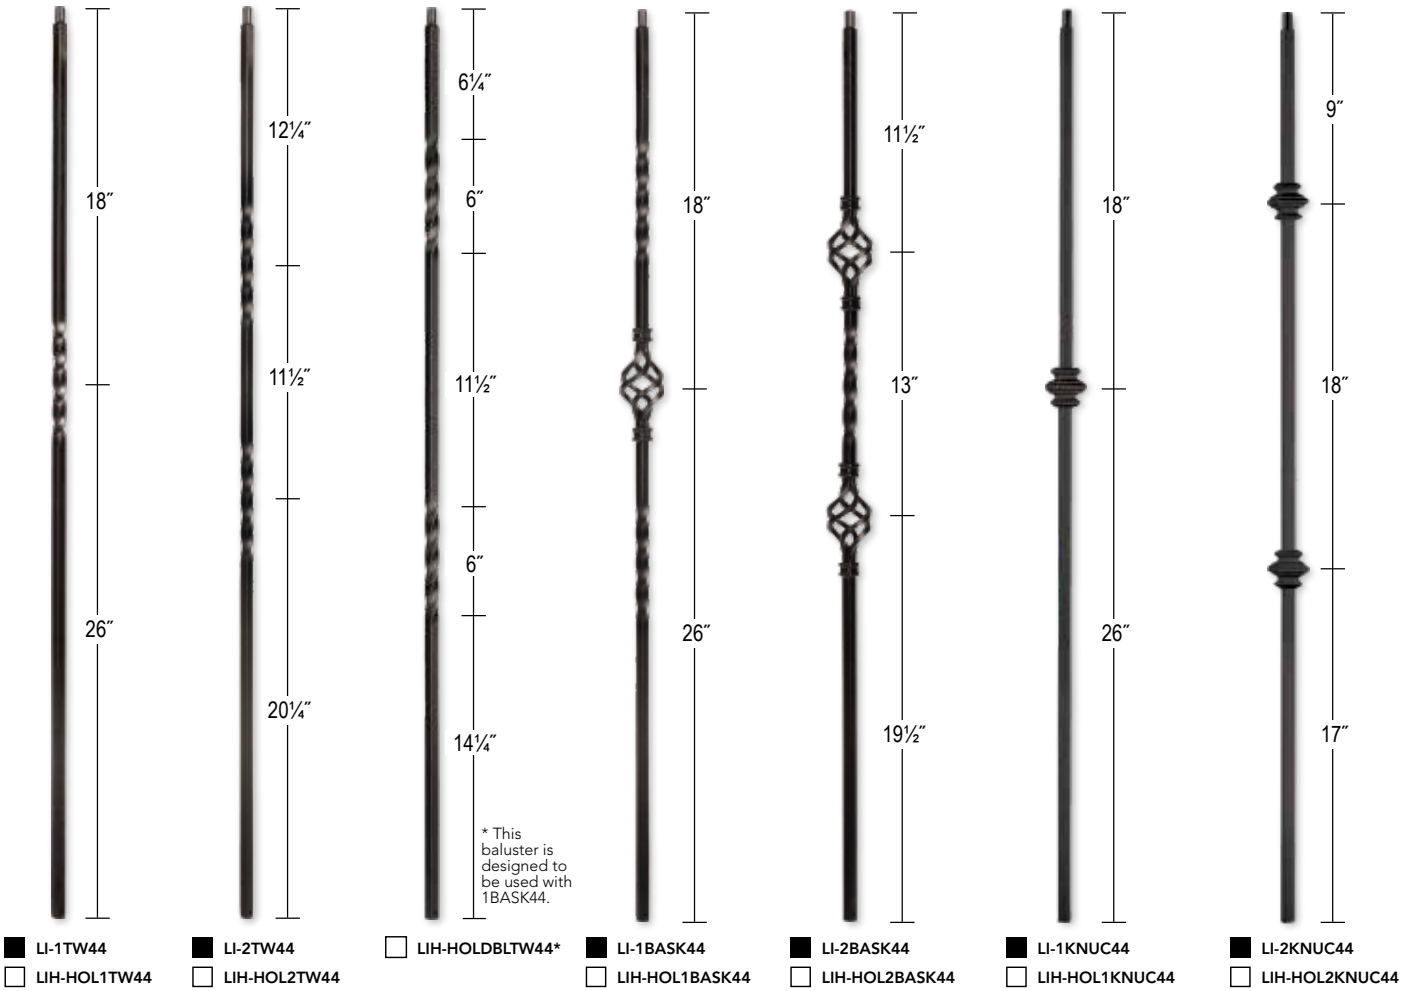 18″
26″
LI-1TW44
LIH-HOL1TW44
12¼″
11½″
20¼″
LI-2TW44
LIH-HOL2TW44
6¼″
6″
11½″
6″
14¼″
* This
baluster is
designed to
be used with
1BASK44.
LIH-HOLDBLTW44*
18″
26″
LI-1BASK44
LIH-HOL1BASK44
11½″
13″
19½″
LI-2BASK44
LIH-HOL2BASK44
18″
26″
LI-1KNUC44
LIH-HOL1KNUC44
9″
18″
17″
LI-2KNUC44
LIH-HOL2KNUC44